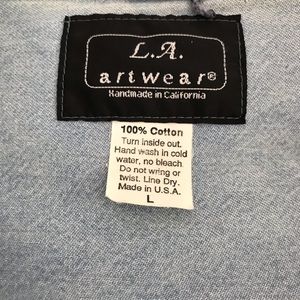 L.A.
artwear®
Handmade in California
100% Cotton
Turn inside out.
Hand wash in cold
water, no bleach.
Do not wring or
twist. Line Dry.
Made in U.S.A.
L